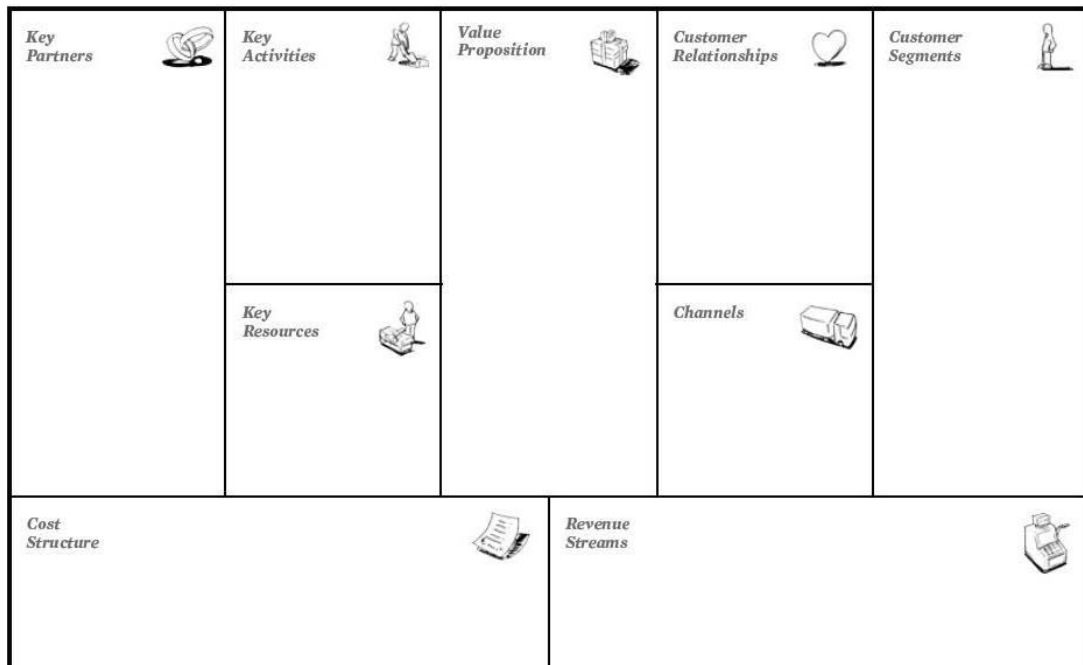 Key
Partners
Key
Activities
Value
Proposition
Customer
Relationships
Customer
Segments
Key
Resources
Channels
Cost
Structure
Revenue
Streams